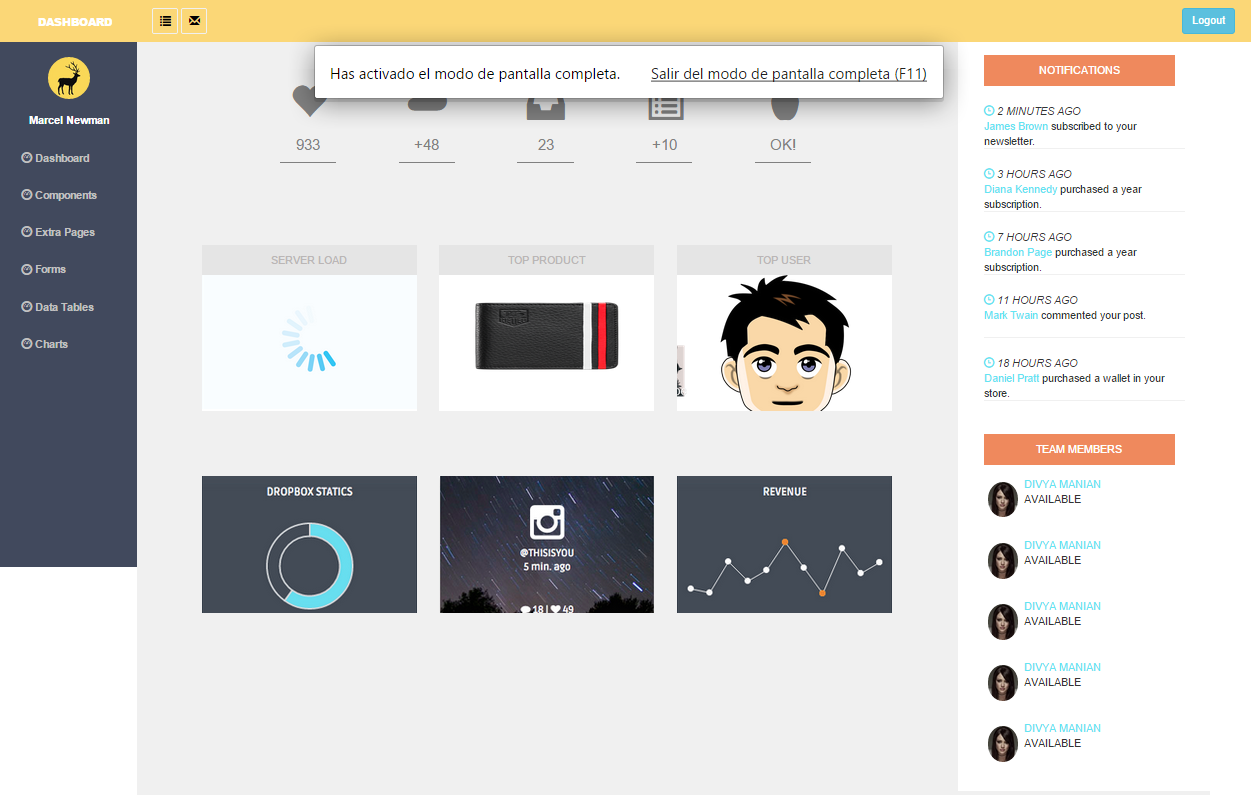 DASHBOARD
Logout
Has activado el modo de pantalla completa. Salir del modo de pantalla completa (F11)
Marcel Newman
Dashboard
Components
Extra Pages
Forms
Data Tables
Charts
933
+48
23
+10
OK!
SERVER LOAD
TOP PRODUCT
TOP USER
DROPBOX STATICS
@THISISYOU
5 min. ago
18 | 49
REVENUE
NOTIFICATIONS
2 MINUTES AGO
James Brown subscribed to your
newsletter.
3 HOURS AGO
Diana Kennedy purchased a year
subscription.
7 HOURS AGO
Brandon Page purchased a year
subscription.
11 HOURS AGO
Mark Twain commented your post.
18 HOURS AGO
Daniel Pratt purchased a wallet in your
store.
TEAM MEMBERS
DIVYA MANIAN
AVAILABLE
DIVYA MANIAN
AVAILABLE
DIVYA MANIAN
AVAILABLE
DIVYA MANIAN
AVAILABLE
DIVYA MANIAN
AVAILABLE